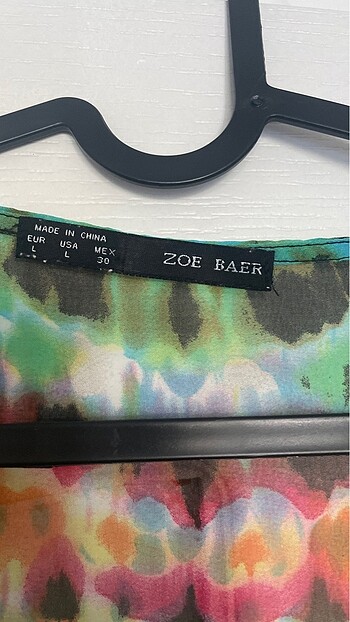 MADE IN CHINA
EUR USA MEX
L L 30
ZOE BAER